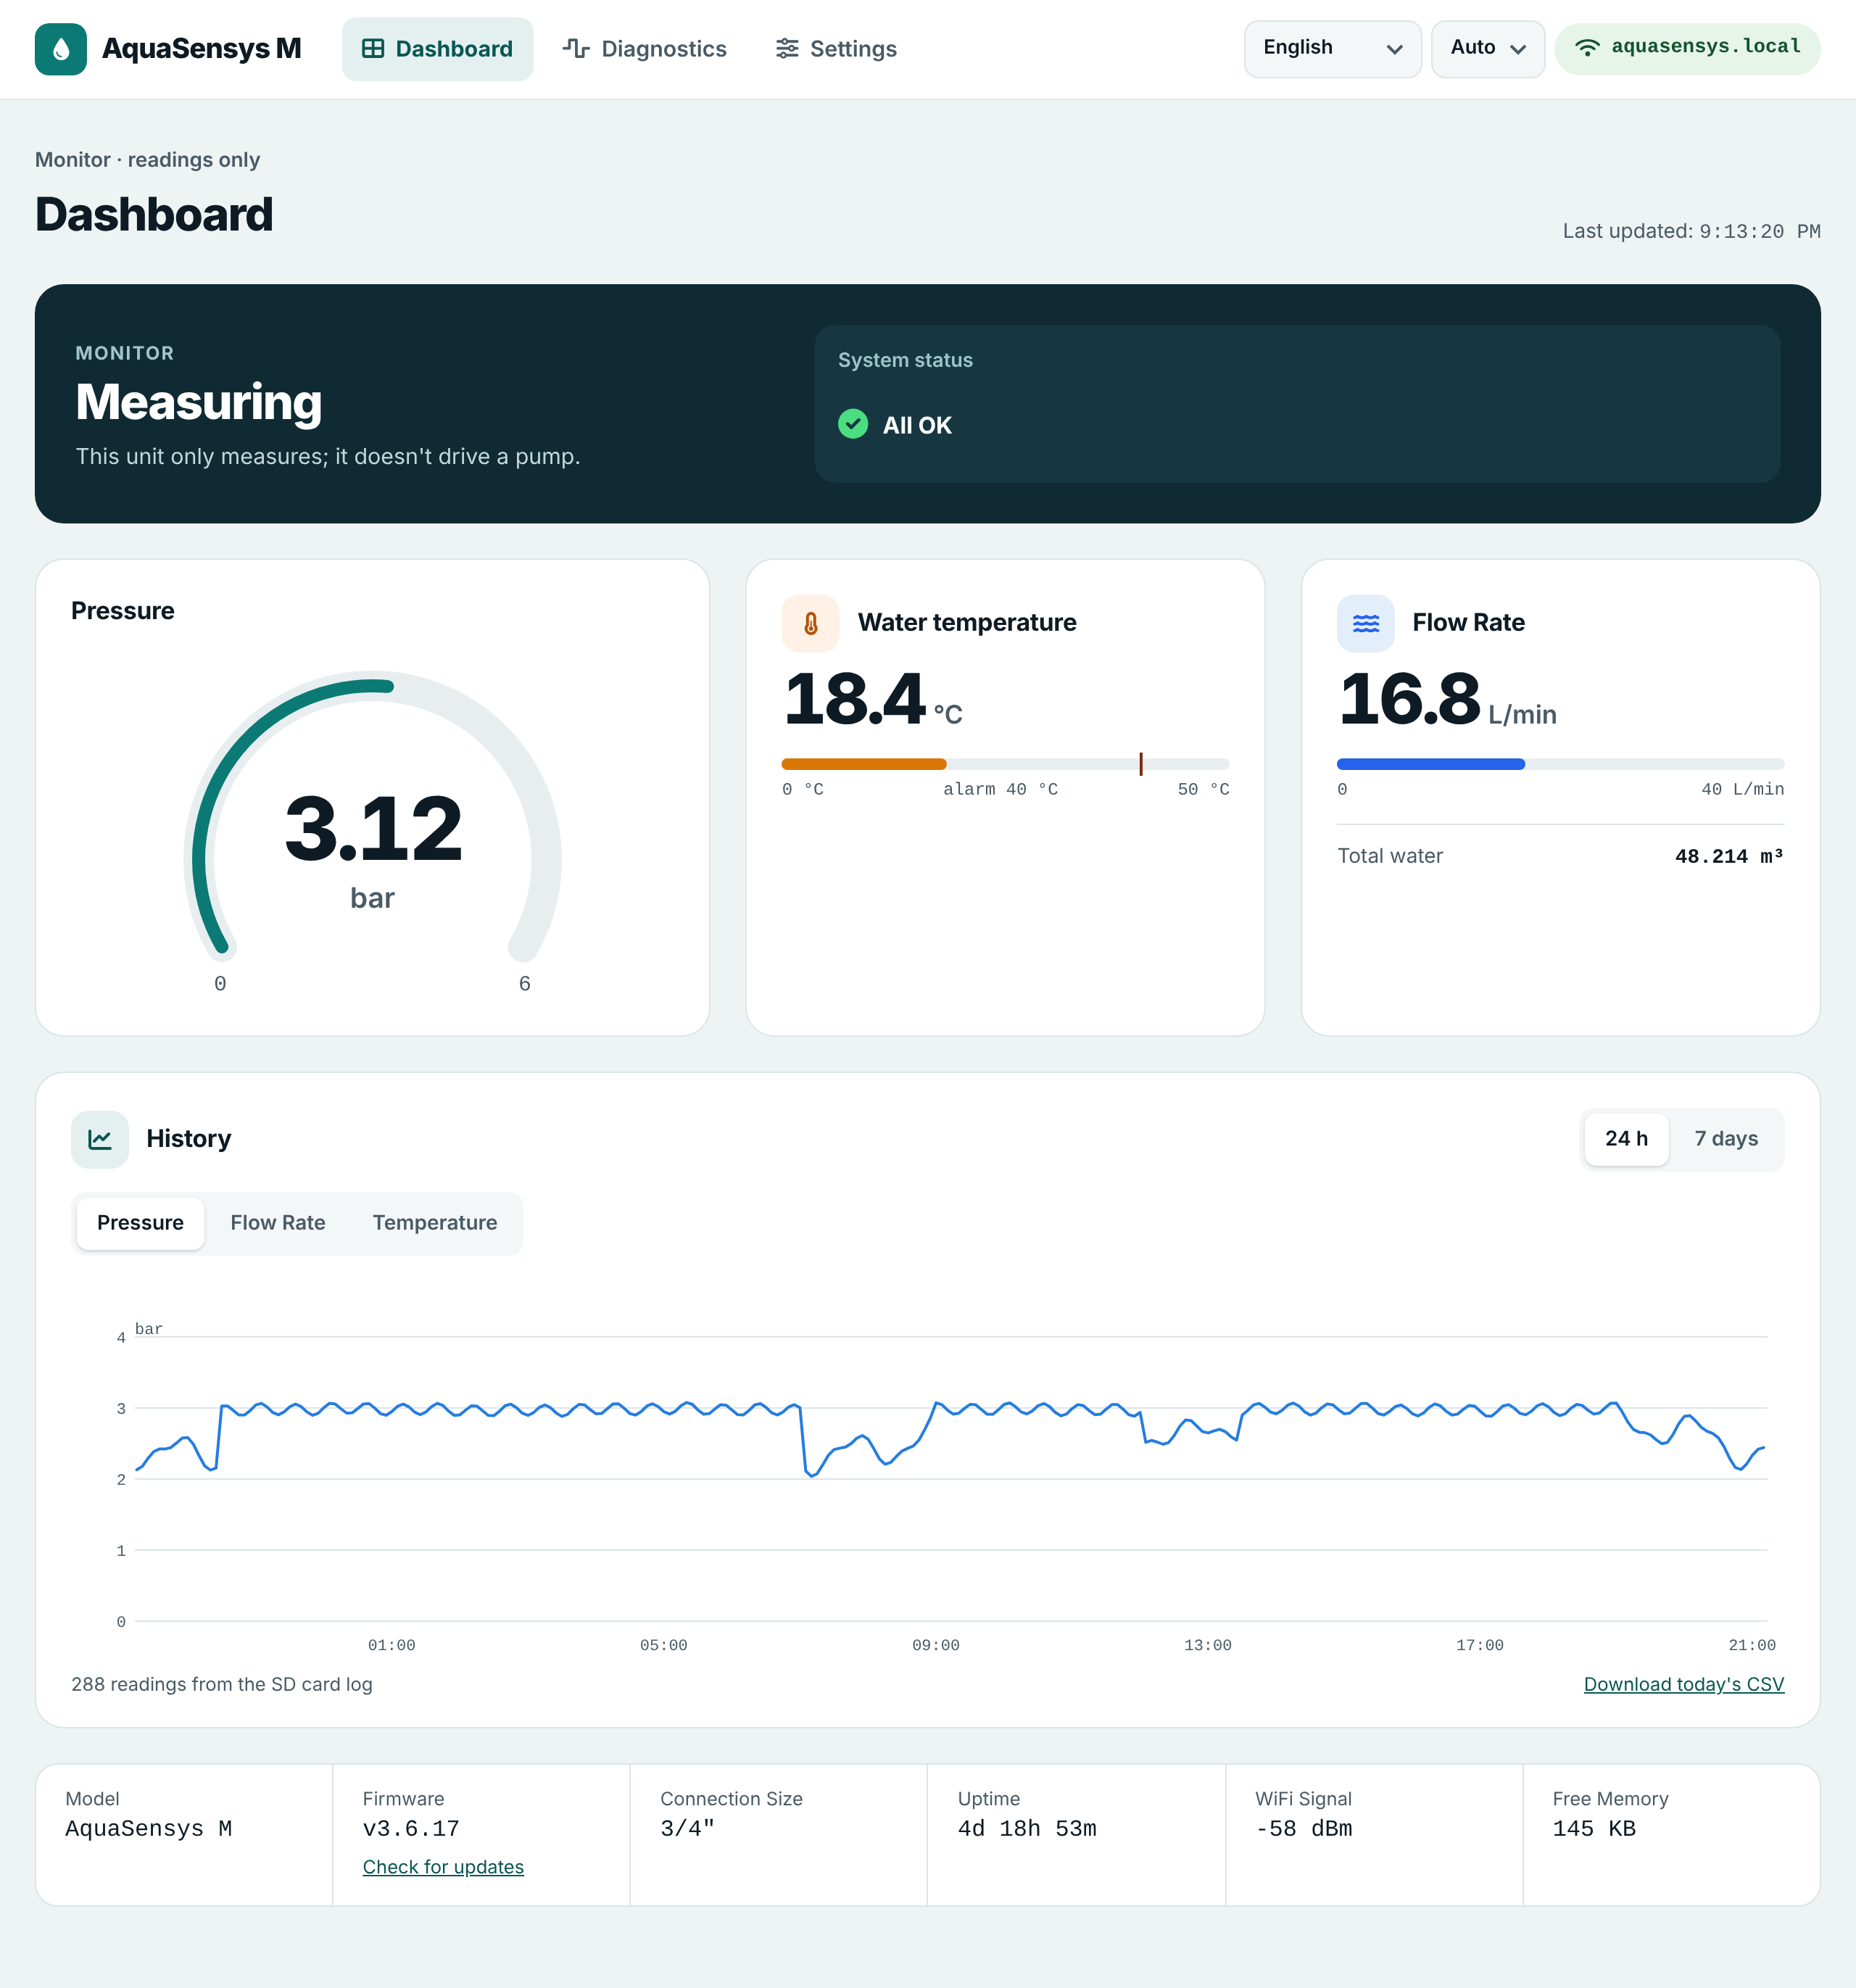 AquaSensys M
Dashboard
Diagnostics
Settings
English
Auto
aquasensys.local
Monitor · readings only
Dashboard
Last updated: 9:13:20 PM
MONITOR
Measuring
This unit only measures; it doesn't drive a pump.
System status
All OK
Pressure
3.12
bar
0
6
Water temperature
18.4 °C
0 °C
alarm 40 °C
50 °C
Flow Rate
16.8 L/min
0
40 L/min
Total water
48.214 m³
History
24 h
7 days
Pressure
Flow Rate
Temperature
bar
4
3
2
1
0
01:00
05:00
09:00
13:00
17:00
21:00
288 readings from the SD card log
Download today's CSV
Model
AquaSensys M
Firmware
v3.6.17
Check for updates
Connection Size
3/4"
Uptime
4d 18h 53m
WiFi Signal
-58 dBm
Free Memory
145 KB